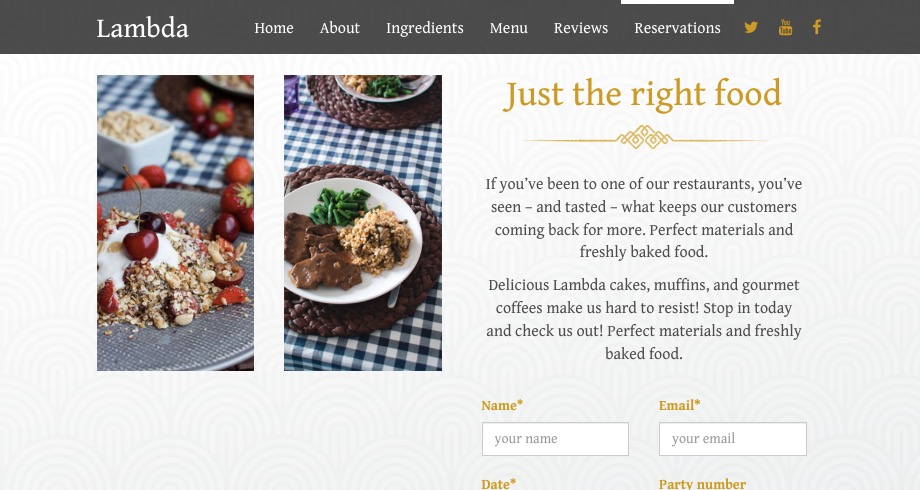 Lambda
Home About Ingredients Menu Reviews Reservations
Just the right food
If you’ve been to one of our restaurants, you’ve
seen – and tasted – what keeps our customers
coming back for more. Perfect materials and
freshly baked food.
Delicious Lambda cakes, muffins, and gourmet
coffees make us hard to resist! Stop in today
and check us out! Perfect materials and freshly
baked food.
Name* Email*
your name your email
Date* Party number